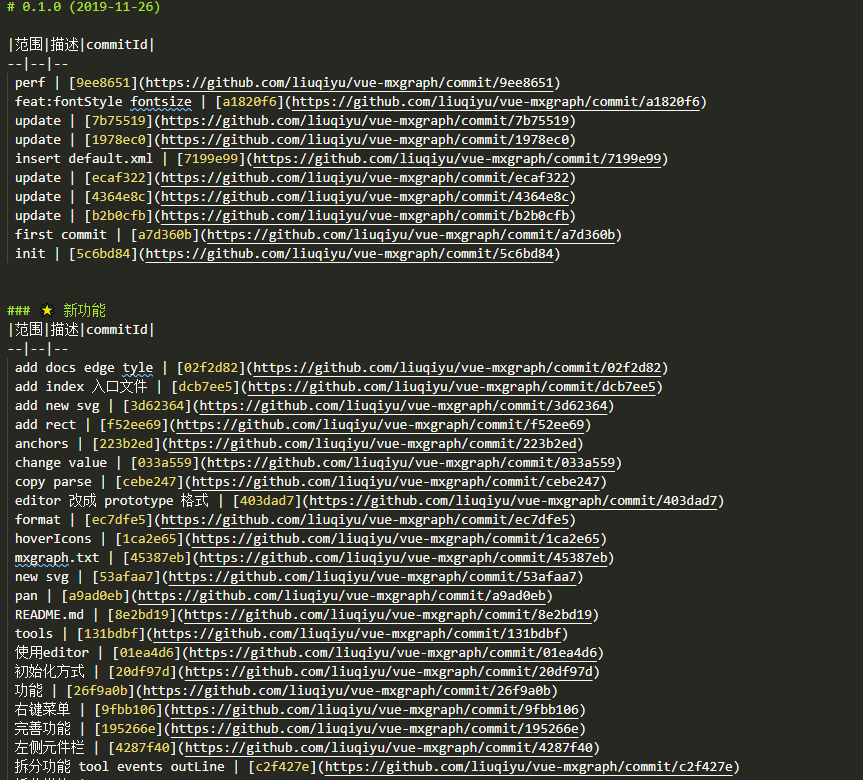 # 0.1.0 (2019-11-26)
|范围|描述|commitId|
--|--|--
perf | [9ee8651](https://github.com/liuqiyu/vue-mxgraph/commit/9ee8651)
feat:fontStyle fontsize | [a1820f6](https://github.com/liuqiyu/vue-mxgraph/commit/a1820f6)
update | [7b75519](https://github.com/liuqiyu/vue-mxgraph/commit/7b75519)
update | [1978ec0](https://github.com/liuqiyu/vue-mxgraph/commit/1978ec0)
insert default.xml | [7199e99](https://github.com/liuqiyu/vue-mxgraph/commit/7199e99)
update | [ecaf322](https://github.com/liuqiyu/vue-mxgraph/commit/ecaf322)
update | [4364e8c](https://github.com/liuqiyu/vue-mxgraph/commit/4364e8c)
update | [b2b0cfb](https://github.com/liuqiyu/vue-mxgraph/commit/b2b0cfb)
first commit | [a7d360b](https://github.com/liuqiyu/vue-mxgraph/commit/a7d360b)
init | [5c6bd84](https://github.com/liuqiyu/vue-mxgraph/commit/5c6bd84)
### ⭐ 新功能
|范围|描述|commitId|
--|--|--
add docs edge tyle | [02f2d82](https://github.com/liuqiyu/vue-mxgraph/commit/02f2d82)
add index 入口文件 | [dcb7ee5](https://github.com/liuqiyu/vue-mxgraph/commit/dcb7ee5)
add new svg | [3d62364](https://github.com/liuqiyu/vue-mxgraph/commit/3d62364)
add rect | [f52ee69](https://github.com/liuqiyu/vue-mxgraph/commit/f52ee69)
anchors | [223b2ed](https://github.com/liuqiyu/vue-mxgraph/commit/223b2ed)
change value | [033a559](https://github.com/liuqiyu/vue-mxgraph/commit/033a559)
copy parse | [cebe247](https://github.com/liuqiyu/vue-mxgraph/commit/cebe247)
editor 改成 prototype 格式 | [403dad7](https://github.com/liuqiyu/vue-mxgraph/commit/403dad7)
format | [ec7dfe5](https://github.com/liuqiyu/vue-mxgraph/commit/ec7dfe5)
hoverIcons | [1ca2e65](https://github.com/liuqiyu/vue-mxgraph/commit/1ca2e65)
mxgraph.txt | [45387eb](https://github.com/liuqiyu/vue-mxgraph/commit/45387eb)
new svg | [53afaa7](https://github.com/liuqiyu/vue-mxgraph/commit/53afaa7)
pan | [a9ad0eb](https://github.com/liuqiyu/vue-mxgraph/commit/a9ad0eb)
README.md | [8e2bd19](https://github.com/liuqiyu/vue-mxgraph/commit/8e2bd19)
tools | [131bdbf](https://github.com/liuqiyu/vue-mxgraph/commit/131bdbf)
使用editor | [01ea4d6](https://github.com/liuqiyu/vue-mxgraph/commit/01ea4d6)
初始化方式 | [20df97d](https://github.com/liuqiyu/vue-mxgraph/commit/20df97d)
功能 | [26f9a0b](https://github.com/liuqiyu/vue-mxgraph/commit/26f9a0b)
右键菜单 | [9fbb106](https://github.com/liuqiyu/vue-mxgraph/commit/9fbb106)
完善功能 | [195266e](https://github.com/liuqiyu/vue-mxgraph/commit/195266e)
左侧元件栏 | [4287f40](https://github.com/liuqiyu/vue-mxgraph/commit/4287f40)
拆分功能 tool events outLine | [c2f427e](https://github.com/liuqiyu/vue-mxgraph/commit/c2f427e)